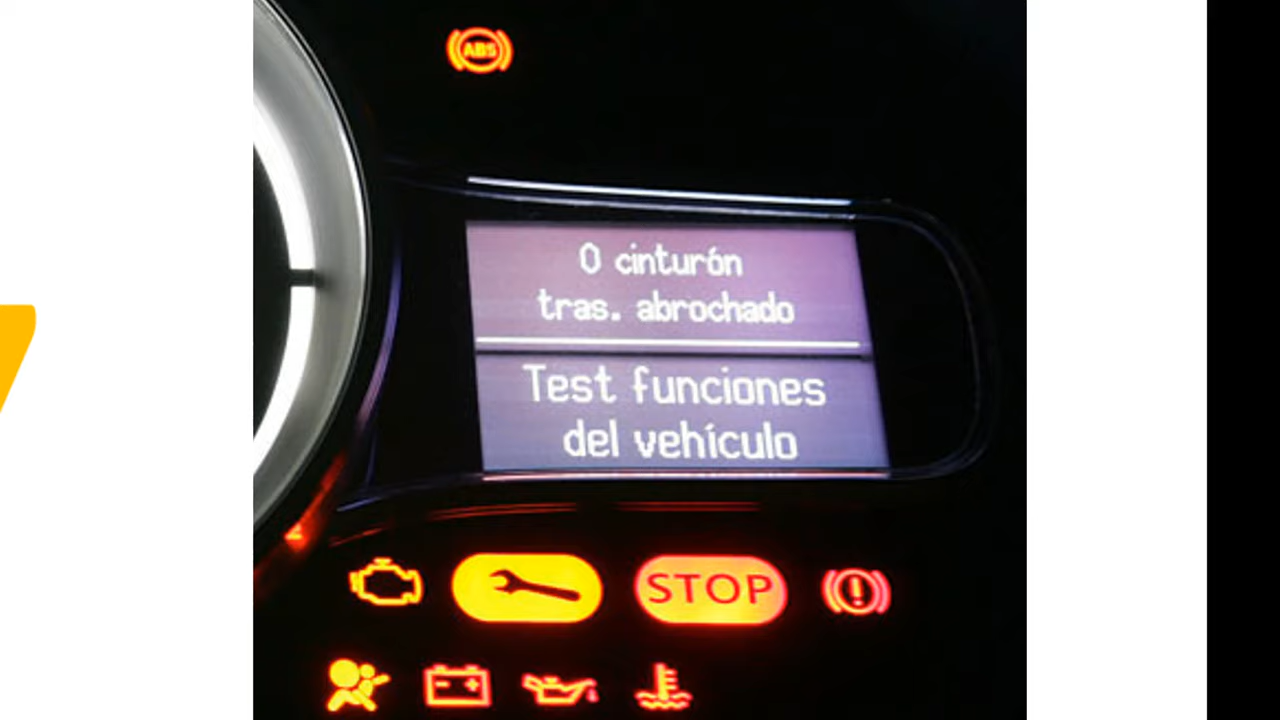 ABS
0 cinturón
tras. abrochado
Test funciones
del vehículo
STOP